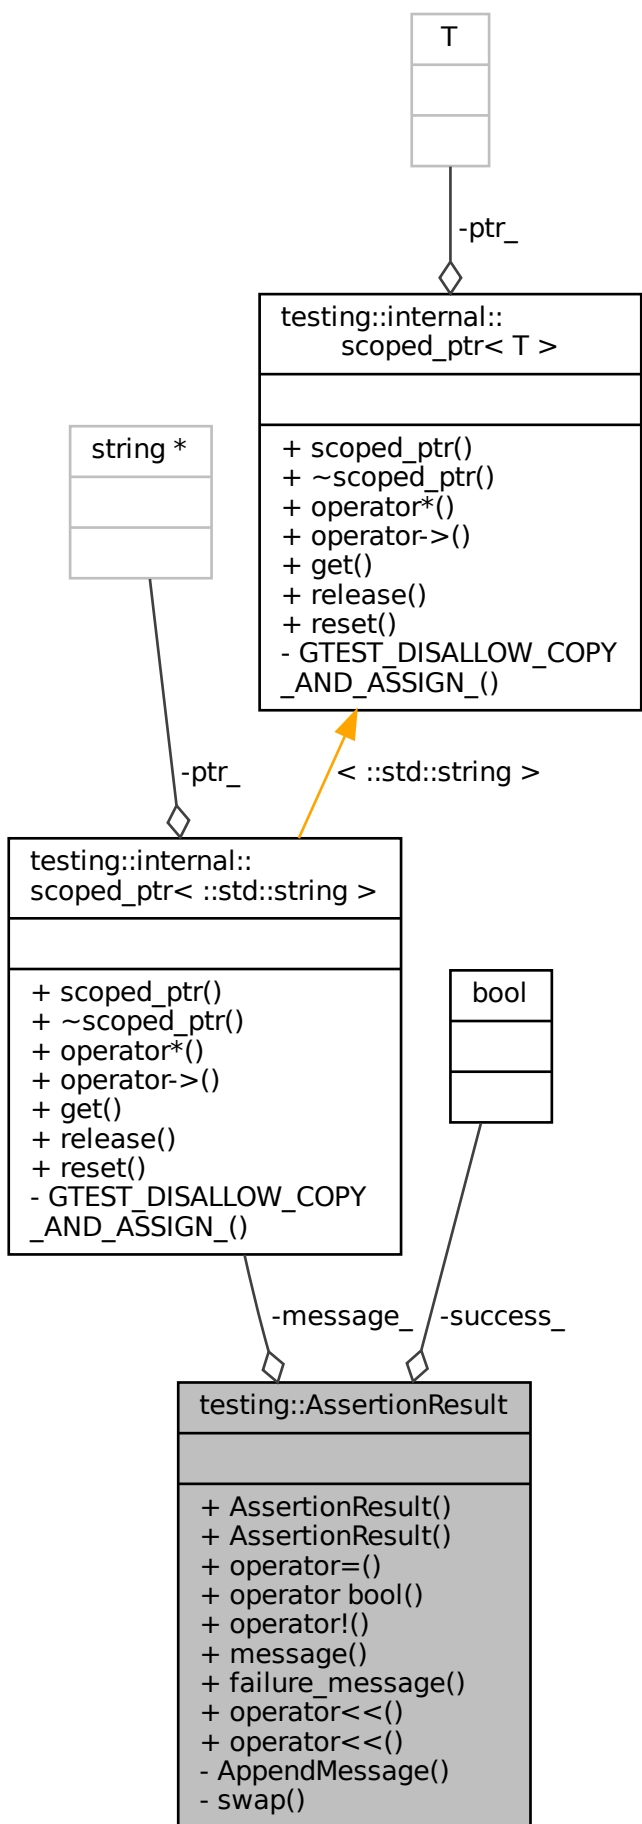 T
-ptr_
testing::internal::
scoped_ptr< T >
+ scoped_ptr()
+ ~scoped_ptr()
+ operator*()
+ operator->()
+ get()
+ release()
+ reset()
- GTEST_DISALLOW_COPY
_AND_ASSIGN_()
string *
-ptr_
< ::std::string >
testing::internal::
scoped_ptr< ::std::string >
+ scoped_ptr()
+ ~scoped_ptr()
+ operator*()
+ operator->()
+ get()
+ release()
+ reset()
- GTEST_DISALLOW_COPY
_AND_ASSIGN_()
bool
-message_
-success_
testing::AssertionResult
+ AssertionResult()
+ AssertionResult()
+ operator=()
+ operator bool()
+ operator!()
+ message()
+ failure_message()
+ operator<<()
+ operator<<()
- AppendMessage()
- swap()